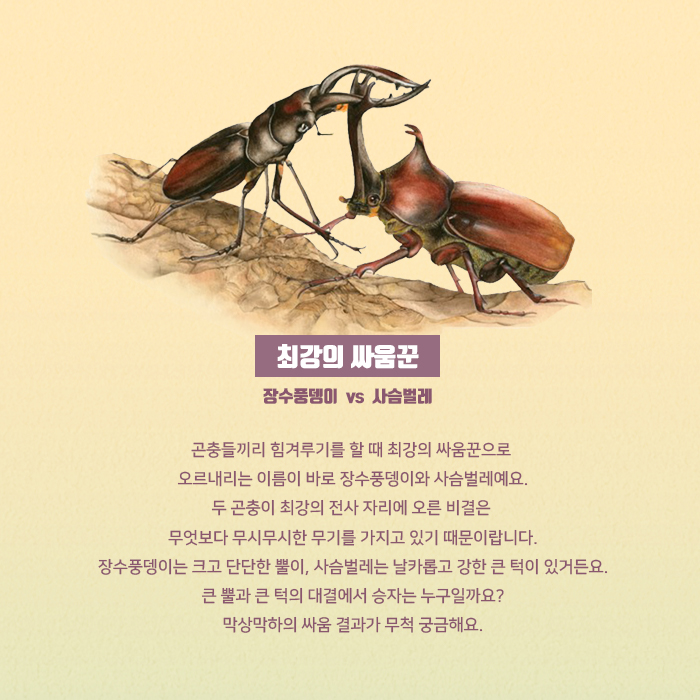 최강의 싸움꾼
장수풍뎅이 vs 사슴벌레
곤충들끼리 힘겨루기를 할 때 최강의 싸움꾼으로
오르내리는 이름이 바로 장수풍뎅이와 사슴벌레예요.
두 곤충이 최강의 전사 자리에 오른 비결은
무엇보다 무시무시한 무기를 가지고 있기 때문이랍니다.
장수풍뎅이는 크고 단단한 뿔이, 사슴벌레는 날카롭고 강한 큰 턱이 있거든요.
큰 뿔과 큰 턱의 대결에서 승자는 누구일까요?
막상막하의 싸움 결과가 무척 궁금해요.